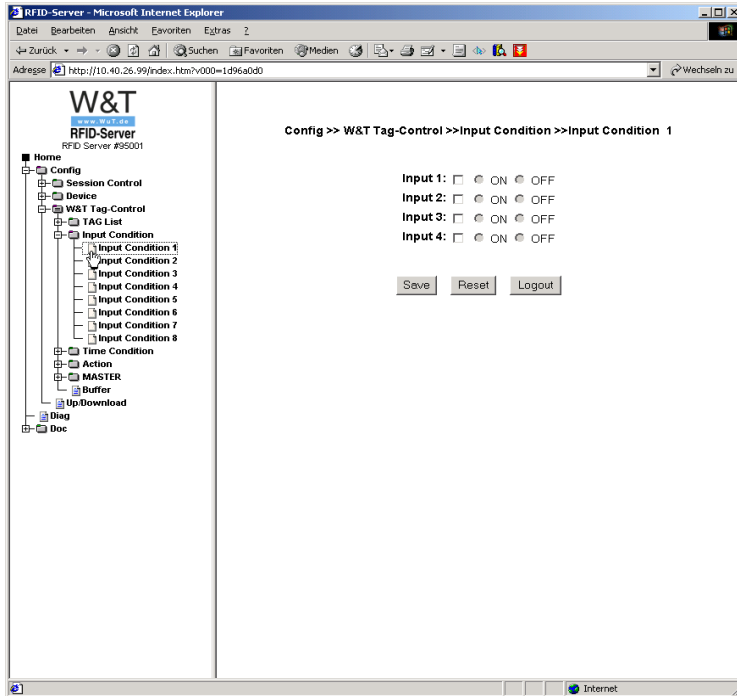 RFID-Server - Microsoft Internet Explorer
Datei Bearbeiten Ansicht Favoriten Extras ?
Zurück Suchen Favoriten Medien
Adresse http://10.40.26.99/index.htm?v000=1d96a0d0 Wechseln zu
W&T
www.WuT.de
RFID-Server
RFID Server #95001
Home
Config
Session Control
Device
W&T Tag-Control
TAG List
Input Condition
Input Condition 1
Input Condition 2
Input Condition 3
Input Condition 4
Input Condition 5
Input Condition 6
Input Condition 7
Input Condition 8
Time Condition
Action
MASTER
Buffer
Up/Download
Diag
Doc
Config >> W&T Tag-Control >>Input Condition >>Input Condition 1
Input 1: ON OFF
Input 2: ON OFF
Input 3: ON OFF
Input 4: ON OFF
Save Reset Logout
Internet